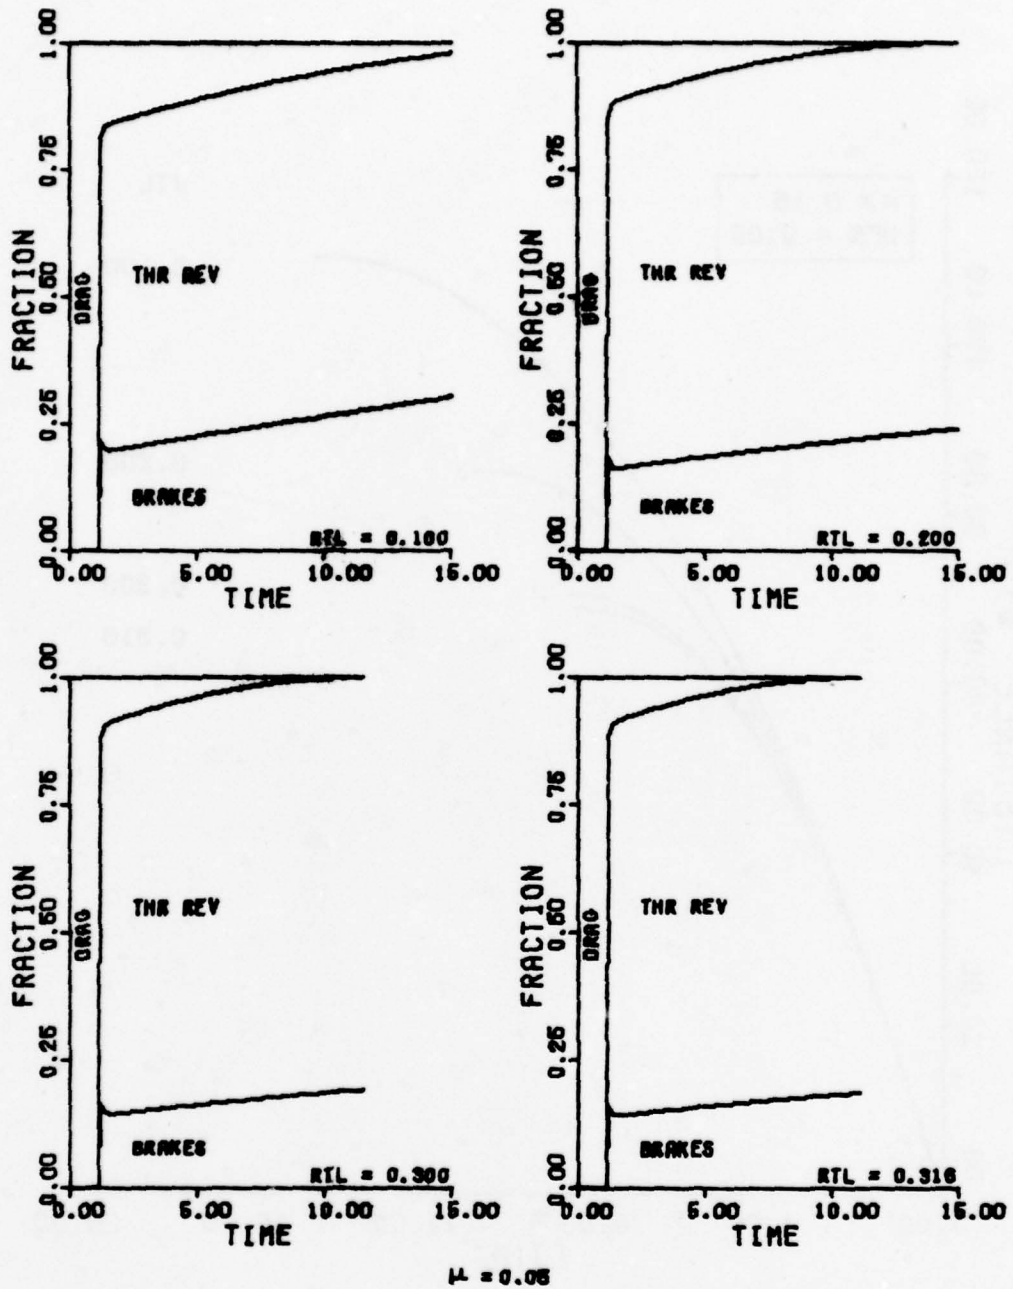 1.00
0.75
0.50
0.25
0.00
FRACTION
DRAG
THR REV
BRAKES
RTL = 0.100
0.00 5.00 10.00 15.00
TIME
1.00
0.75
0.50
0.25
0.00
FRACTION
DRAG
THR REV
BRAKES
RTL = 0.200
0.00 5.00 10.00 15.00
TIME
1.00
0.75
0.50
0.25
0.00
FRACTION
DRAG
THR REV
BRAKES
RTL = 0.300
0.00 5.00 10.00 15.00
TIME
1.00
0.75
0.50
0.25
0.00
FRACTION
DRAG
THR REV
BRAKES
RTL = 0.316
0.00 5.00 10.00 15.00
TIME
μ = 0.05